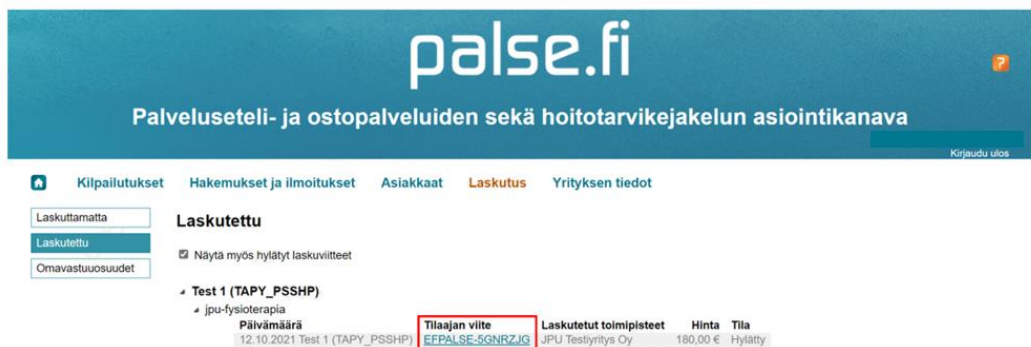 palse.fi
?
Palveluseteli- ja ostopalveluiden sekä hoitotarvikejakelun asiointikanava
Kirjaudu ulos
Kilpailutukset Hakemukset ja ilmoitukset Asiakkaat Laskutus Yrityksen tiedot
Laskuttamatta
Laskutettu
Omavastuuosuudet
Laskutettu
Näytä myös hylätyt laskuviitteet
Test 1 (TAPY_PSSHP)
jpu-fysioterapia
Päivämäärä Tilaajan viite Laskutetut toimipisteet Hinta Tila
12.10.2021 Test 1 (TAPY_PSSHP) EFPALSE-5GNRZJG JPU Testiyritys Oy 180,00 € Hylätty